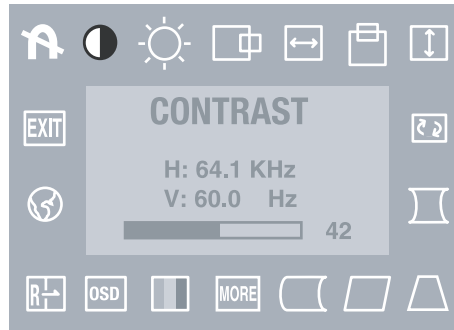 EXIT
CONTRAST
H: 64.1 KHz
V: 60.0 Hz
42
R
OSD
MORE